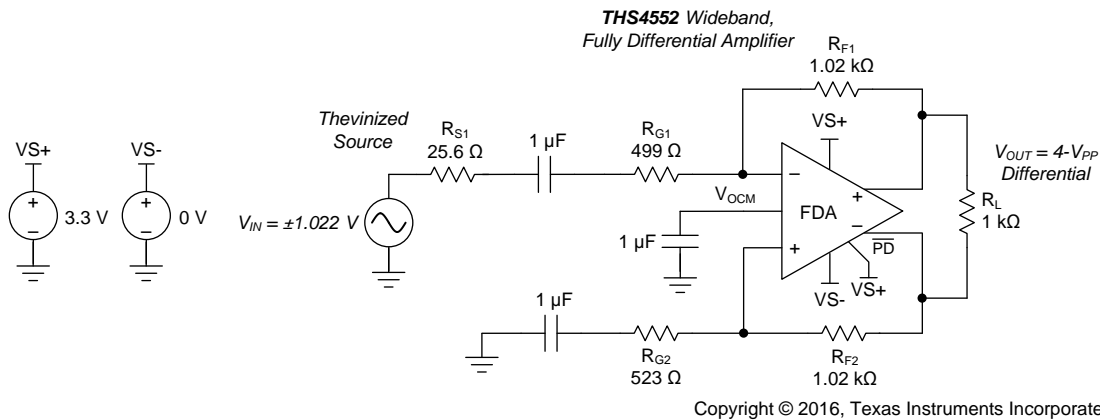 THS4552 Wideband,
Fully Differential Amplifier
RF1
1.02 kΩ
Thevinized
Source
RS1
25.6 Ω
1 µF
RG1
499 Ω
VS+
VS-
VS+
VOUT = 4-VPP
Differential
3.3 V
0 V
VIN = ±1.022 V
VOCM
−
+
FDA
+
−
RL
1 kΩ
1 µF
PD
VS-
VS+
1 µF
RG2
523 Ω
RF2
1.02 kΩ
Copyright © 2016, Texas Instruments Incorporate